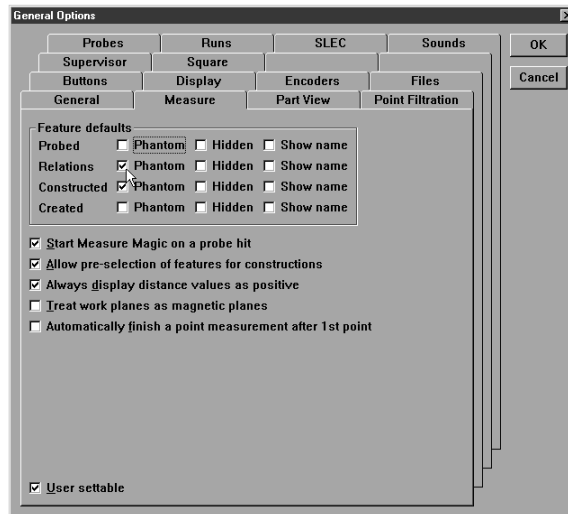 General Options
Probes Runs SLEC Sounds OK
Supervisor Square
Buttons Display Encoders Files Cancel
General Measure Part View Point Filtration
Feature defaults
Probed Phantom Hidden Show name
Relations Phantom Hidden Show name
Constructed Phantom Hidden Show name
Created Phantom Hidden Show name
Start Measure Magic on a probe hit
Allow pre-selection of features for constructions
Always display distance values as positive
Treat work planes as magnetic planes
Automatically finish a point measurement after 1st point
User settable